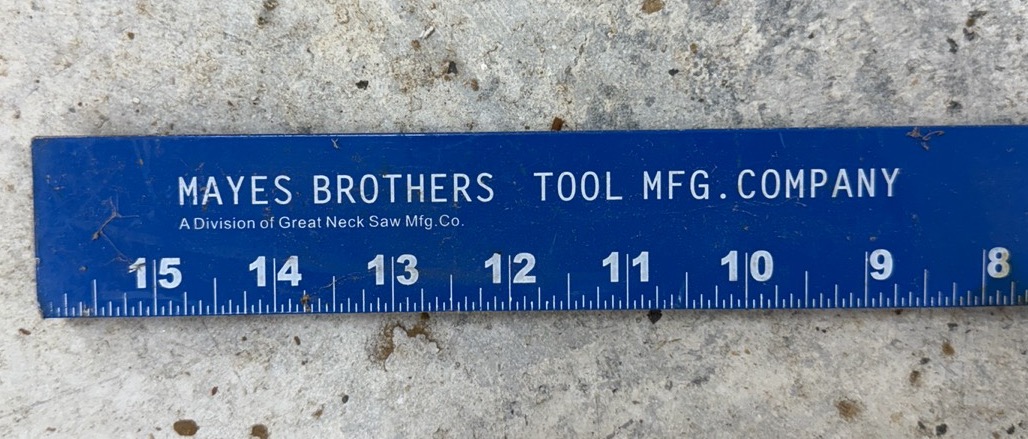 MAYES BROTHERS TOOL MFG.COMPANY
A Division of Great Neck Saw Mfg.Co.
15 14 13 12 11 10 9 8